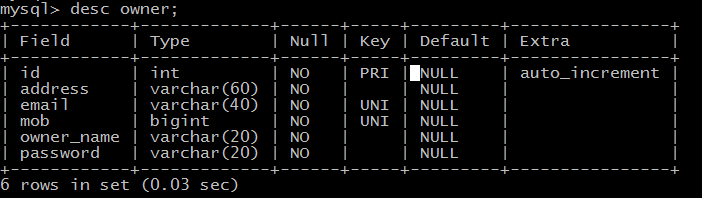 mysql> desc owner;
+------------+-------------+------+-----+---------+----------------+
| Field      | Type        | Null | Key | Default | Extra          |
+------------+-------------+------+-----+---------+----------------+
| id         | int         | NO   | PRI | NULL    | auto_increment |
| address    | varchar(60) | NO   |     | NULL    |                |
| email      | varchar(40) | NO   | UNI | NULL    |                |
| mob        | bigint      | NO   | UNI | NULL    |                |
| owner_name | varchar(20) | NO   |     | NULL    |                |
| password   | varchar(20) | NO   |     | NULL    |                |
+------------+-------------+------+-----+---------+----------------+
6 rows in set (0.03 sec)